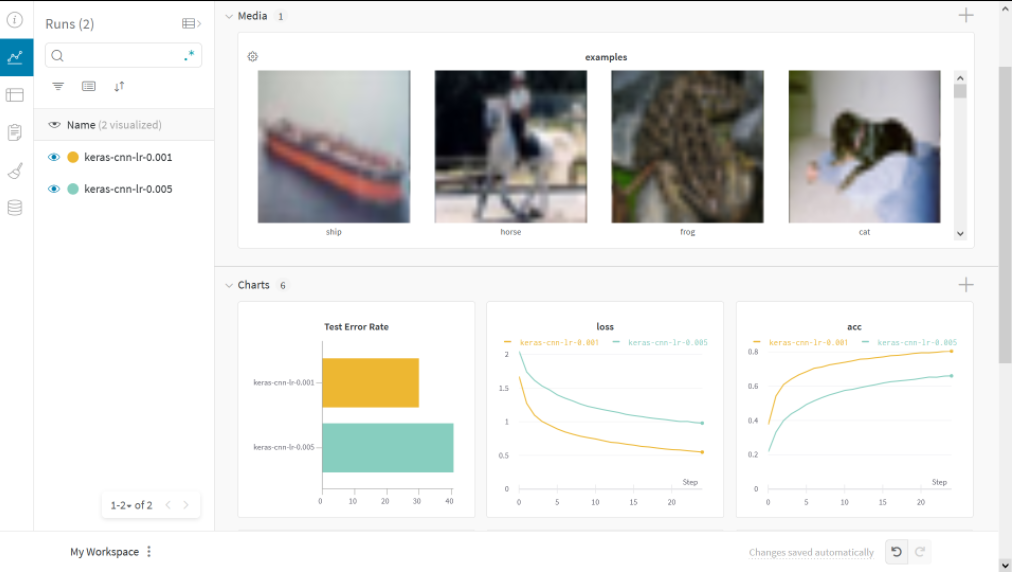 Runs (2)
.*
Name (2 visualized)
keras-cnn-lr-0.001
keras-cnn-lr-0.005
1-2 of 2
Media 1
examples
ship horse frog cat
Charts 6
Test Error Rate
keras-cnn-lr-0.001
keras-cnn-lr-0.005
0 10 20 30 40
loss
keras-cnn-lr-0.001 keras-cnn-lr-0.005
2
1.5
1
0.5
0
Step
0 5 10 15 20
acc
keras-cnn-lr-0.001 keras-cnn-lr-0.005
0.8
0.6
0.4
0.2
0
Step
0 5 10 15 20
My Workspace
Changes saved automatically